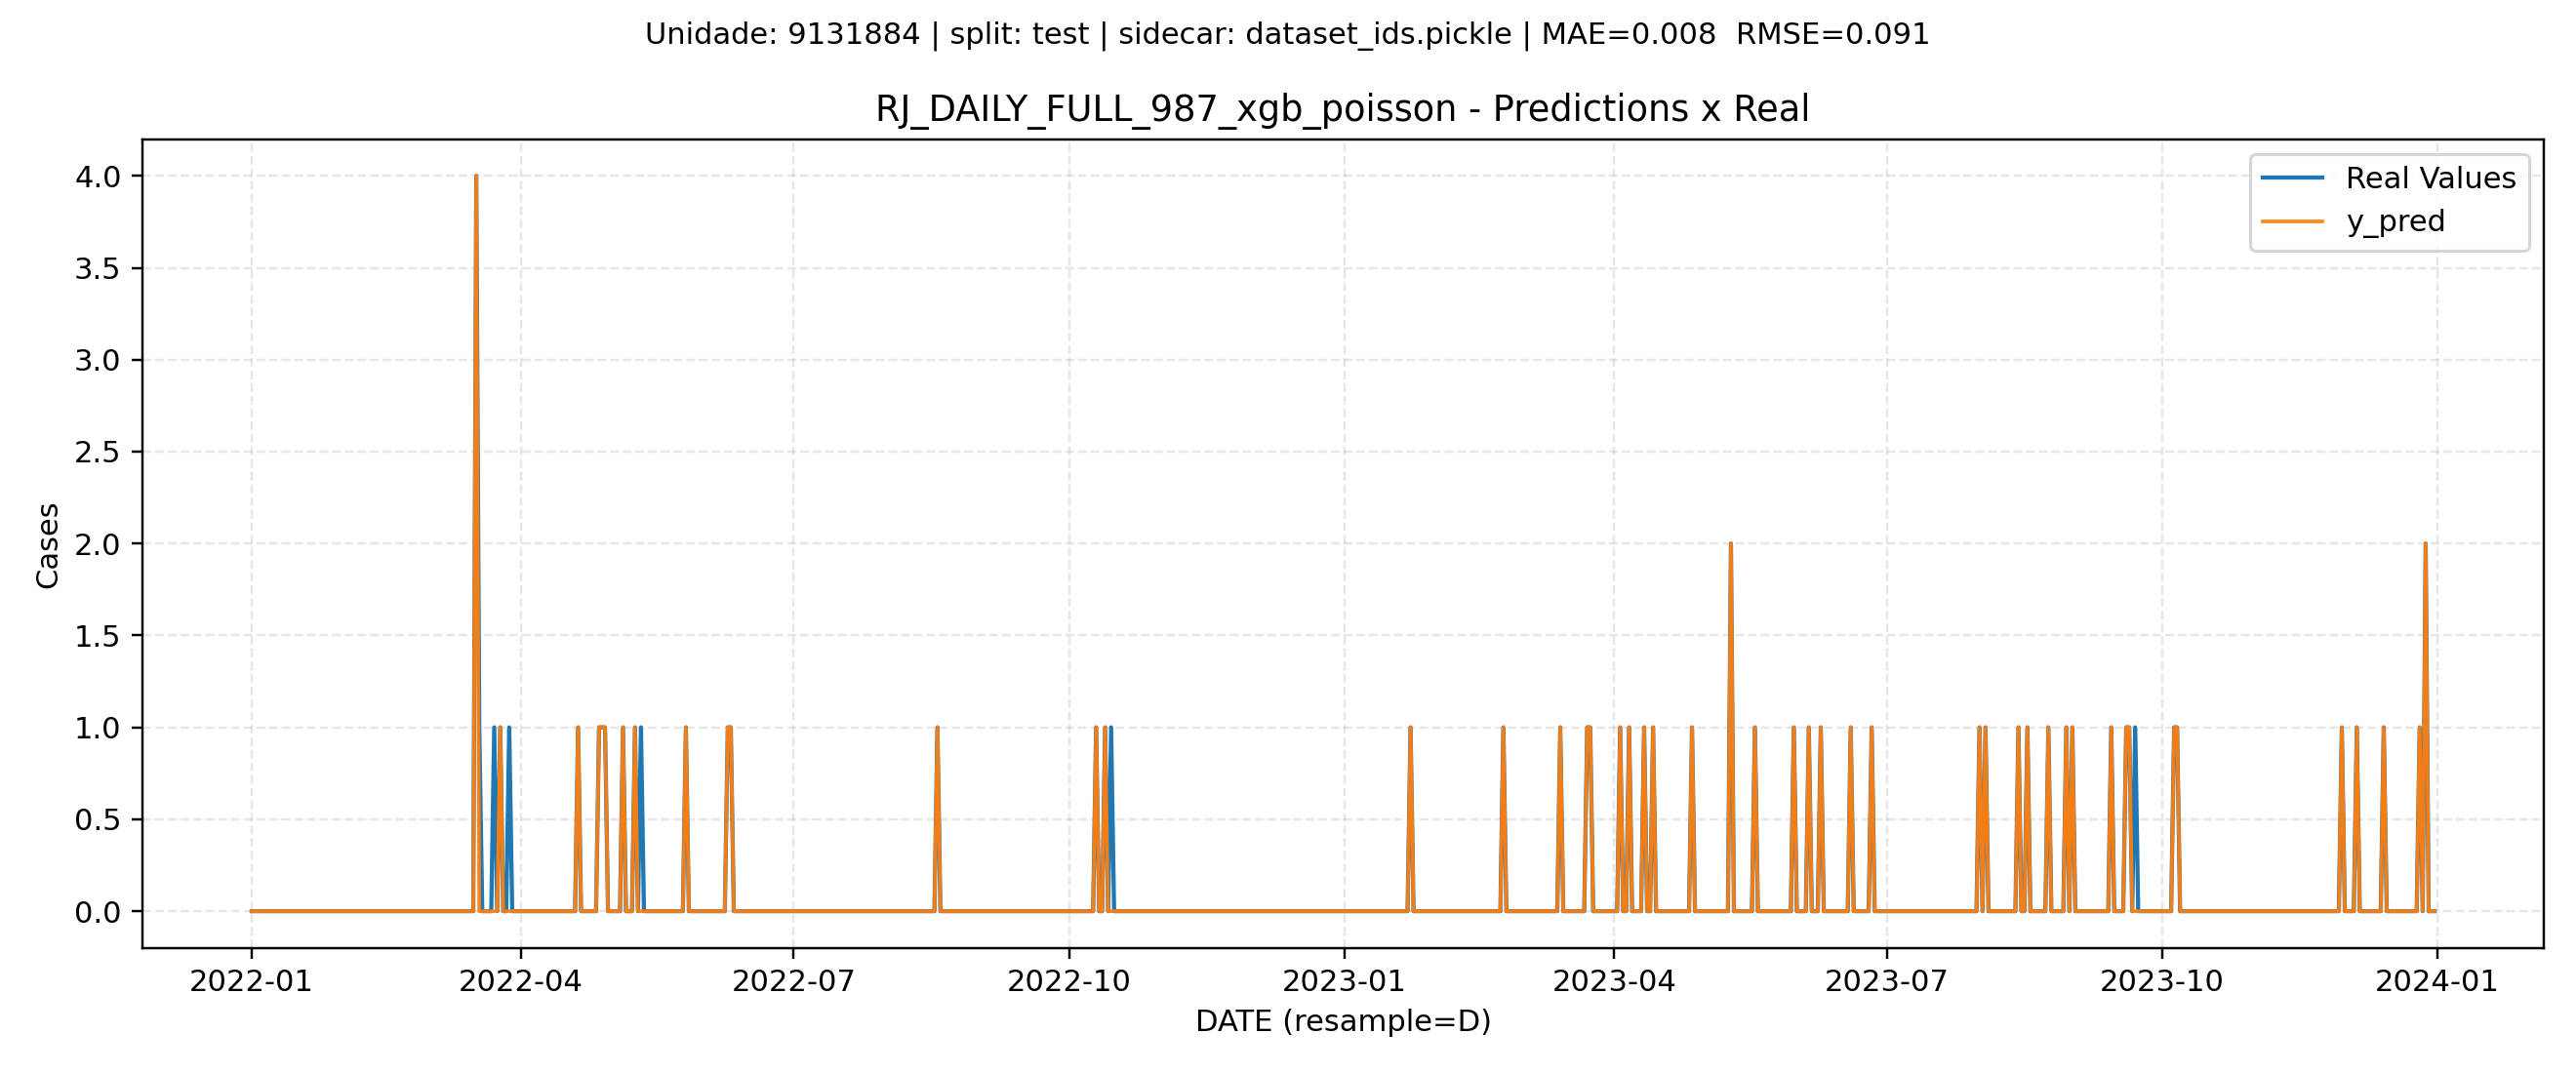 Unidade: 9131884 | split: test | sidecar: dataset_ids.pickle | MAE=0.008  RMSE=0.091
RJ_DAILY_FULL_987_xgb_poisson - Predictions x Real
Real Values
y_pred
4.0
3.5
3.0
2.5
2.0
1.5
1.0
0.5
0.0
Cases
2022-01 2022-04 2022-07 2022-10 2023-01 2023-04 2023-07 2023-10 2024-01
DATE (resample=D)